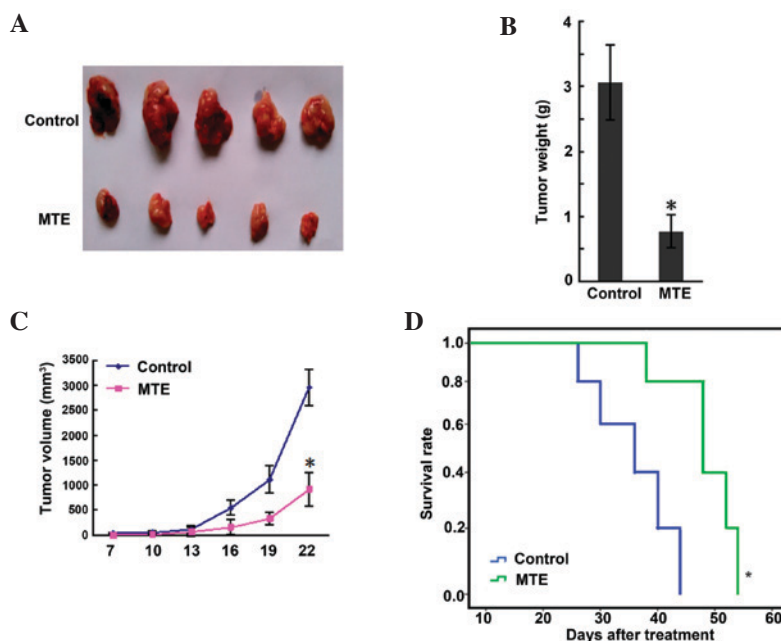 A
Control
MTE
B
Tumor weight (g)
4
3
2
1
0
*
Control MTE
C
Tumor volume (mm³)
3500
3000
2500
2000
1500
1000
500
0
Control
MTE
*
7 10 13 16 19 22
D
Survival rate
1.0
0.8
0.6
0.4
0.2
0.0
Control
MTE
*
10 20 30 40 50 60
Days after treatment